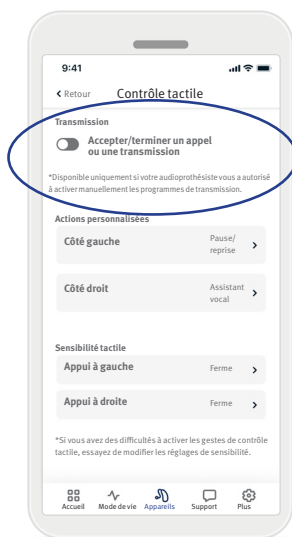 9:41
Retour Contrôle tactile
Transmission
Accepter/terminer un appel
ou une transmission
*Disponible uniquement si votre audioprothésiste vous a autorisé
à activer manuellement les programmes de transmission.
Actions personnalisées
Côté gauche
Pause/
reprise
Côté droit
Assistant
vocal
Sensibilité tactile
Appui à gauche Ferme
Appui à droite Ferme
*Si vous avez des difficultés à activer les gestes de contrôle
tactile, essayez de modifier les réglages de sensibilité.
Accueil Mode de vie Appareils Support Plus